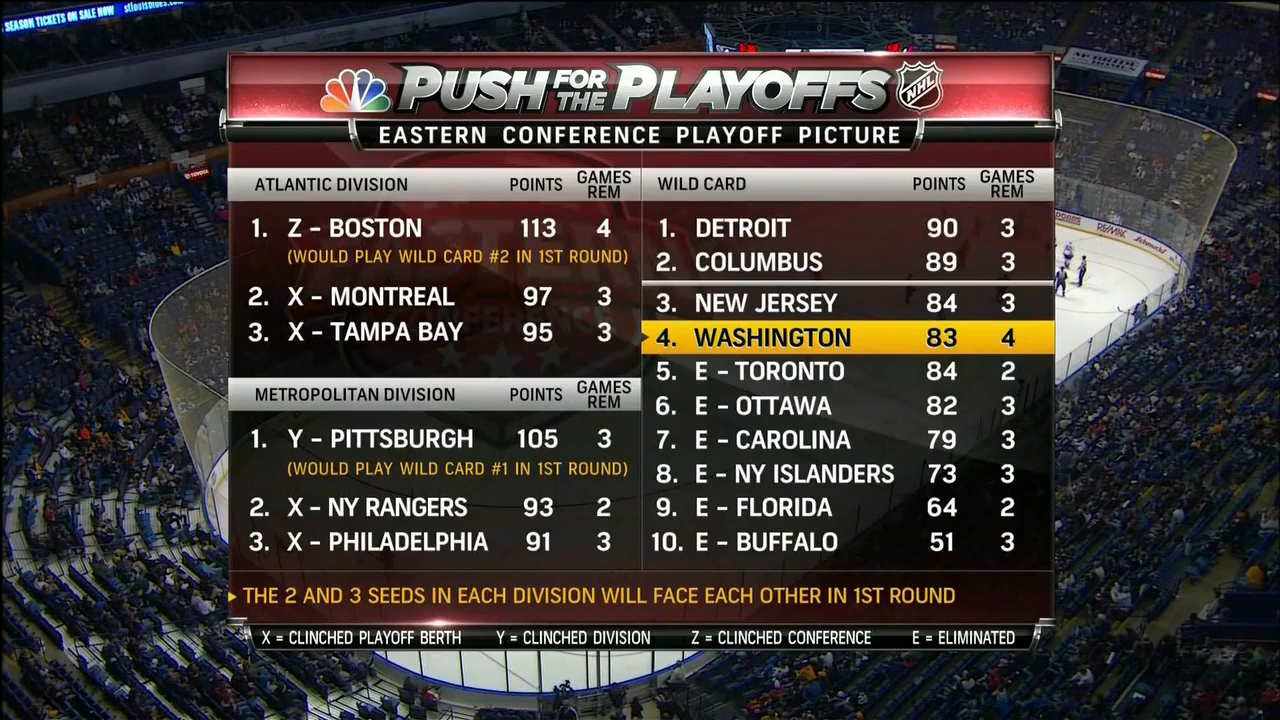 SEASON TICKETS ON SALE NOW stlouisblues.com
PUSH FOR THE PLAYOFFS NHL
EASTERN CONFERENCE PLAYOFF PICTURE
ATLANTIC DIVISION POINTS GAMES REM
1. Z – BOSTON 113 4
(WOULD PLAY WILD CARD #2 IN 1ST ROUND)
2. X – MONTREAL 97 3
3. X – TAMPA BAY 95 3
METROPOLITAN DIVISION POINTS GAMES REM
1. Y – PITTSBURGH 105 3
(WOULD PLAY WILD CARD #1 IN 1ST ROUND)
2. X – NY RANGERS 93 2
3. X – PHILADELPHIA 91 3
WILD CARD POINTS GAMES REM
1. DETROIT 90 3
2. COLUMBUS 89 3
3. NEW JERSEY 84 3
4. WASHINGTON 83 4
5. E – TORONTO 84 2
6. E – OTTAWA 82 3
7. E – CAROLINA 79 3
8. E – NY ISLANDERS 73 3
9. E – FLORIDA 64 2
10. E – BUFFALO 51 3
THE 2 AND 3 SEEDS IN EACH DIVISION WILL FACE EACH OTHER IN 1ST ROUND
X = CLINCHED PLAYOFF BERTH Y = CLINCHED DIVISION Z = CLINCHED CONFERENCE E = ELIMINATED
TOYOTA
RE/MAX
Schnucks